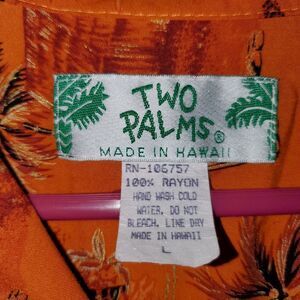 TWO
PALMS®
MADE IN HAWAII
RN-106757
100% RAYON
HAND WASH COLD
WATER. DO NOT
BLEACH. LINE DRY
MADE IN HAWAII
L